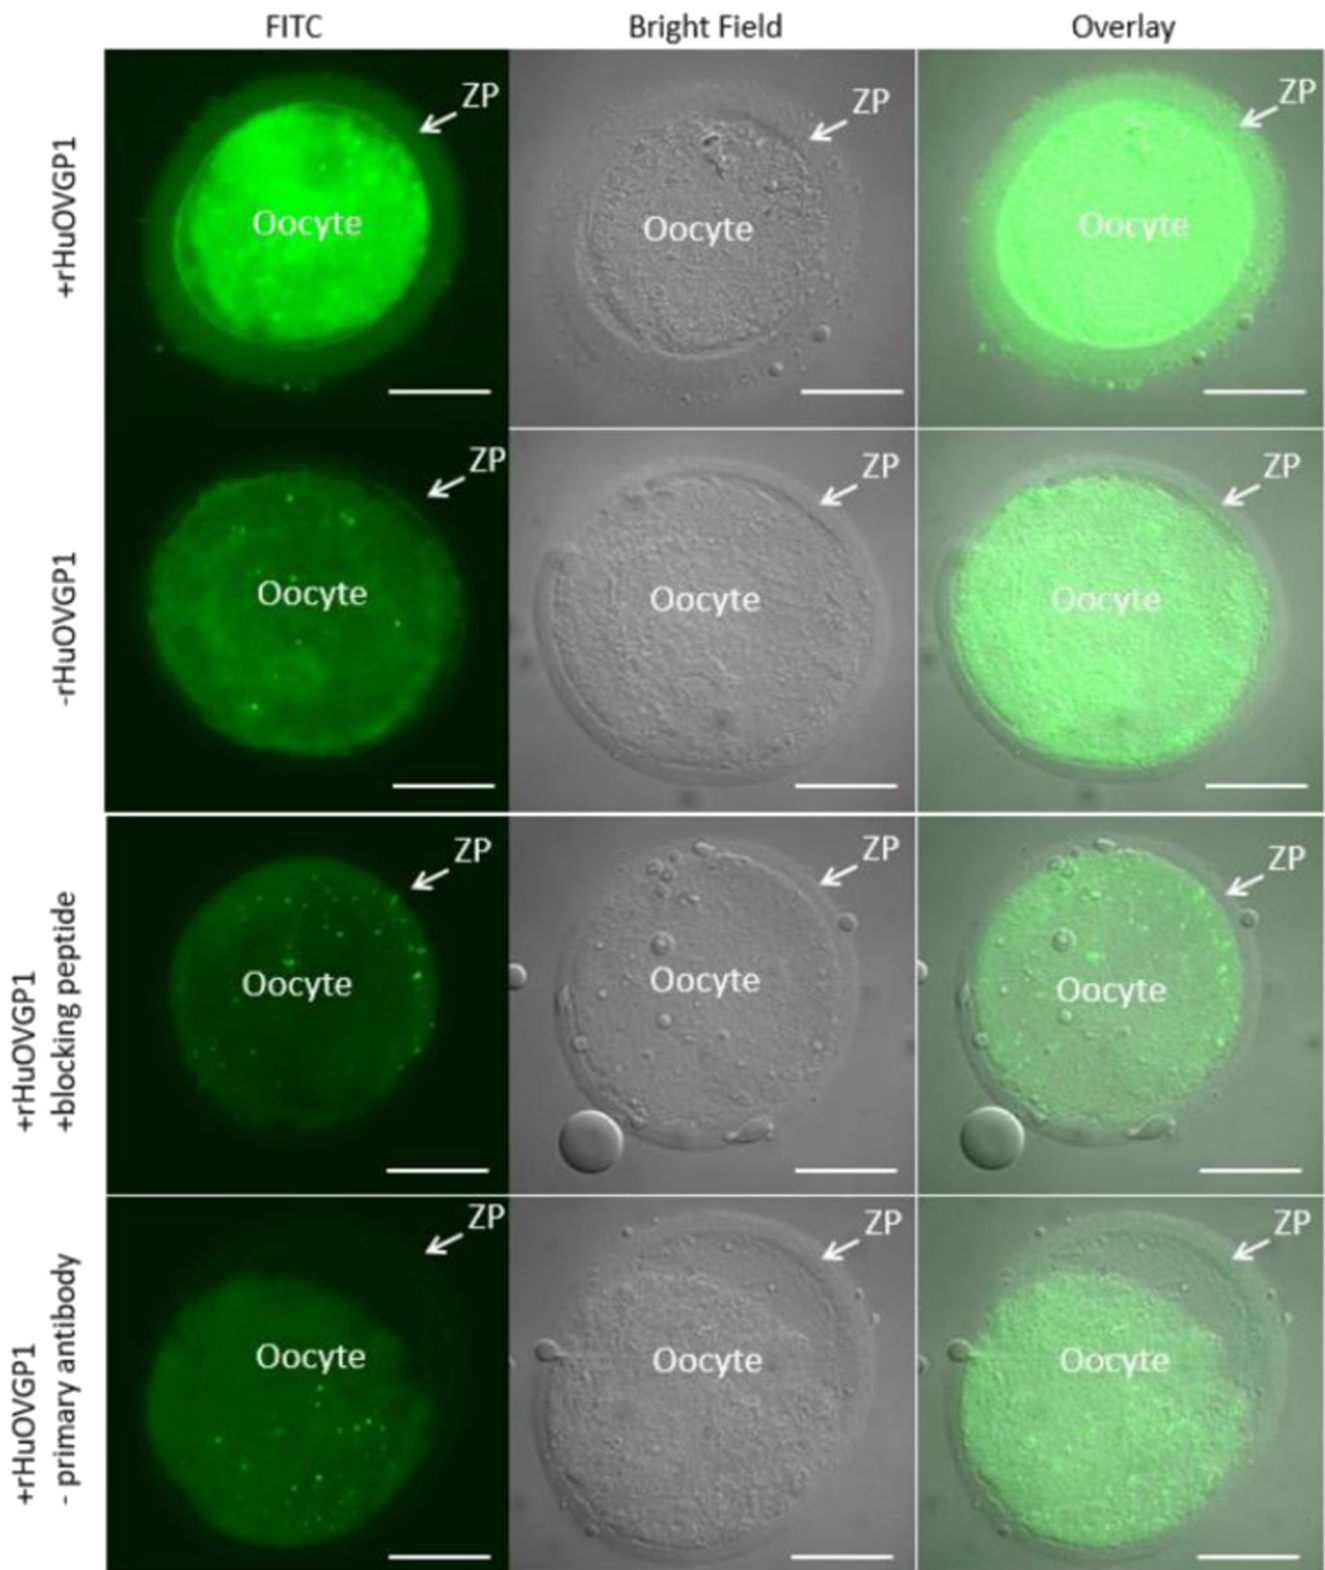 FITC
Bright Field
Overlay
+rHuOVGP1
ZP
Oocyte
ZP
Oocyte
ZP
Oocyte
-rHuOVGP1
ZP
Oocyte
ZP
Oocyte
ZP
Oocyte
+rHuOVGP1
+blocking peptide
ZP
Oocyte
ZP
Oocyte
ZP
Oocyte
+rHuOVGP1
- primary antibody
ZP
Oocyte
ZP
Oocyte
ZP
Oocyte